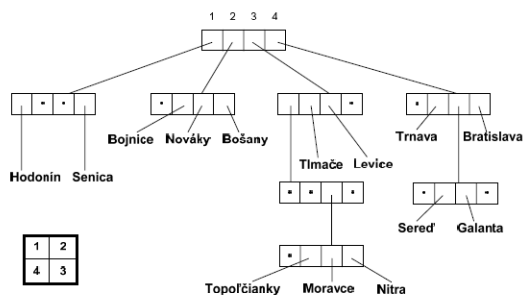 1 2 3 4
Bojnice Nováky Bošany
Trnava Bratislava
Tlmače Levice
Hodonín Senica
Sereď Galanta
1 2
4 3
Topoľčianky Moravce Nitra